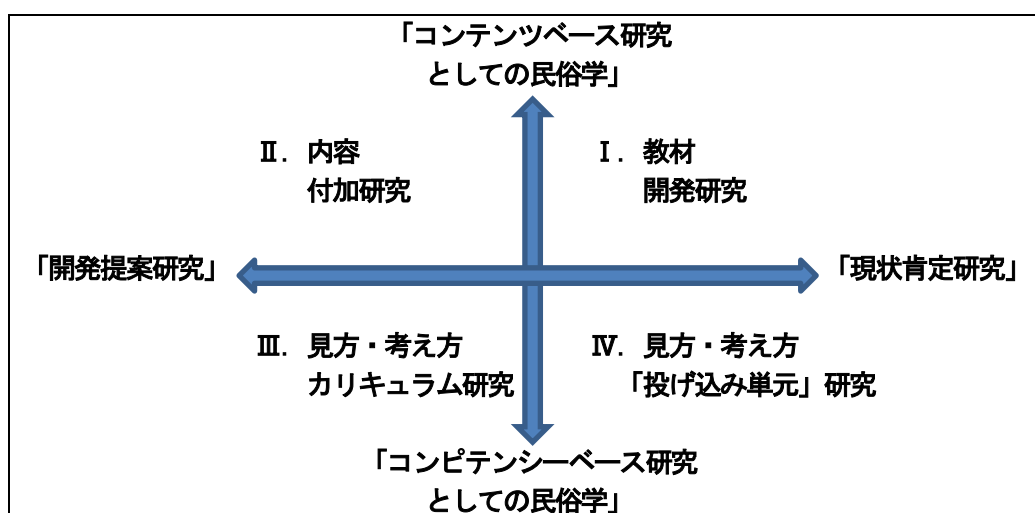 「コンテンツベース研究
としての民俗学」
Ⅱ．内容
付加研究
Ⅰ．教材
開発研究
「開発提案研究」
「現状肯定研究」
Ⅲ．見方・考え方
カリキュラム研究
Ⅳ．見方・考え方
「投げ込み単元」研究
「コンピテンシーベース研究
としての民俗学」